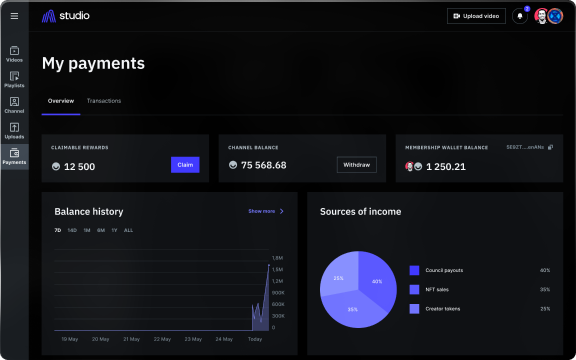 studio
Upload video
2
Videos
Playlists
Channel
Uploads
Payments
My payments
Overview
Transactions
CLAIMABLE REWARDS
12 500
Claim
CHANNEL BALANCE
75 568.68
Withdraw
MEMBERSHIP WALLET BALANCE
1 250.21
Balance history
Show more
7D 14D 1M 6M 1Y ALL
1,8M
1,5M
1,2M
900K
600K
300K
0
19 May 20 May 21 May 22 May 23 May 24 May Today
Sources of income
25%
40%
35%
Council payouts 40%
NFT sales 35%
Creator tokens 25%